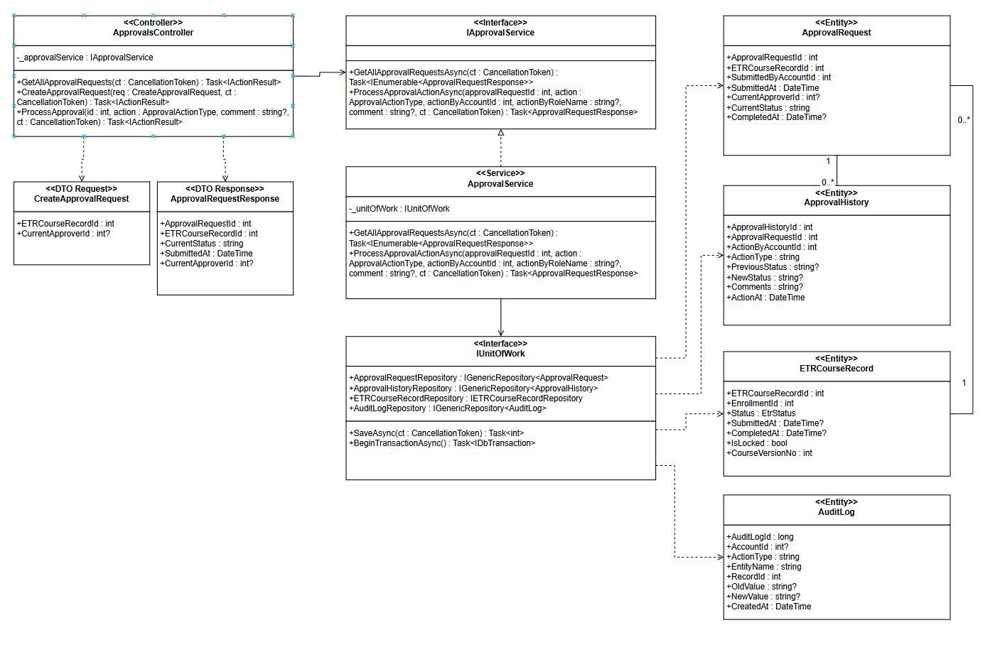 <<Controller>>
ApprovalsController
-_approvalService : IApprovalService
+GetAllApprovalRequests(ct : CancellationToken) : Task<IActionResult>
+CreateApprovalRequest(req : CreateApprovalRequest, ct :
CancellationToken) : Task<IActionResult>
+ProcessApproval(id : int, action : ApprovalActionType, comment : string?,
ct : CancellationToken) : Task<IActionResult>
<<DTO Request>>
CreateApprovalRequest
+ETRCourseRecordId : int
+CurrentApproverId : int?
<<DTO Response>>
ApprovalRequestResponse
+ApprovalRequestId : int
+ETRCourseRecordId : int
+CurrentStatus : string
+SubmittedAt : DateTime
+CurrentApproverId : int?
<<Interface>>
IApprovalService
+GetAllApprovalRequestsAsync(ct : CancellationToken) :
Task<IEnumerable<ApprovalRequestResponse>>
+ProcessApprovalActionAsync(approvalRequestId : int, action :
ApprovalActionType, actionByAccountId : int, actionByRoleName : string?,
comment : string?, ct : CancellationToken) : Task<ApprovalRequestResponse>
<<Service>>
ApprovalService
-_unitOfWork : IUnitOfWork
+GetAllApprovalRequestsAsync(ct : CancellationToken) :
Task<IEnumerable<ApprovalRequestResponse>>
+ProcessApprovalActionAsync(approvalRequestId : int, action :
ApprovalActionType, actionByAccountId : int, actionByRoleName : string?,
comment : string?, ct : CancellationToken) : Task<ApprovalRequestResponse>
<<Interface>>
IUnitOfWork
+ApprovalRequestRepository : IGenericRepository<ApprovalRequest>
+ApprovalHistoryRepository : IGenericRepository<ApprovalHistory>
+ETRCourseRecordRepository : IETRCourseRecordRepository
+AuditLogRepository : IGenericRepository<AuditLog>
+SaveAsync(ct : CancellationToken) : Task<int>
+BeginTransactionAsync() : Task<IDbTransaction>
<<Entity>>
ApprovalRequest
+ApprovalRequestId : int
+ETRCourseRecordId : int
+SubmittedByAccountId : int
+SubmittedAt : DateTime
+CurrentApproverId : int?
+CurrentStatus : string
+CompletedAt : DateTime?
0..*
1
0..*
<<Entity>>
ApprovalHistory
+ApprovalHistoryId : int
+ApprovalRequestId : int
+ActionByAccountId : int
+ActionType : string
+PreviousStatus : string?
+NewStatus : string?
+Comments : string?
+ActionAt : DateTime
<<Entity>>
ETRCourseRecord
1
+ETRCourseRecordId : int
+EnrollmentId : int
+Status : EtrStatus
+SubmittedAt : DateTime?
+CompletedAt : DateTime?
+IsLocked : bool
+CourseVersionNo : int
<<Entity>>
AuditLog
+AuditLogId : long
+AccountId : int?
+ActionType : string
+EntityName : string
+RecordId : int
+OldValue : string?
+NewValue : string?
+CreatedAt : DateTime